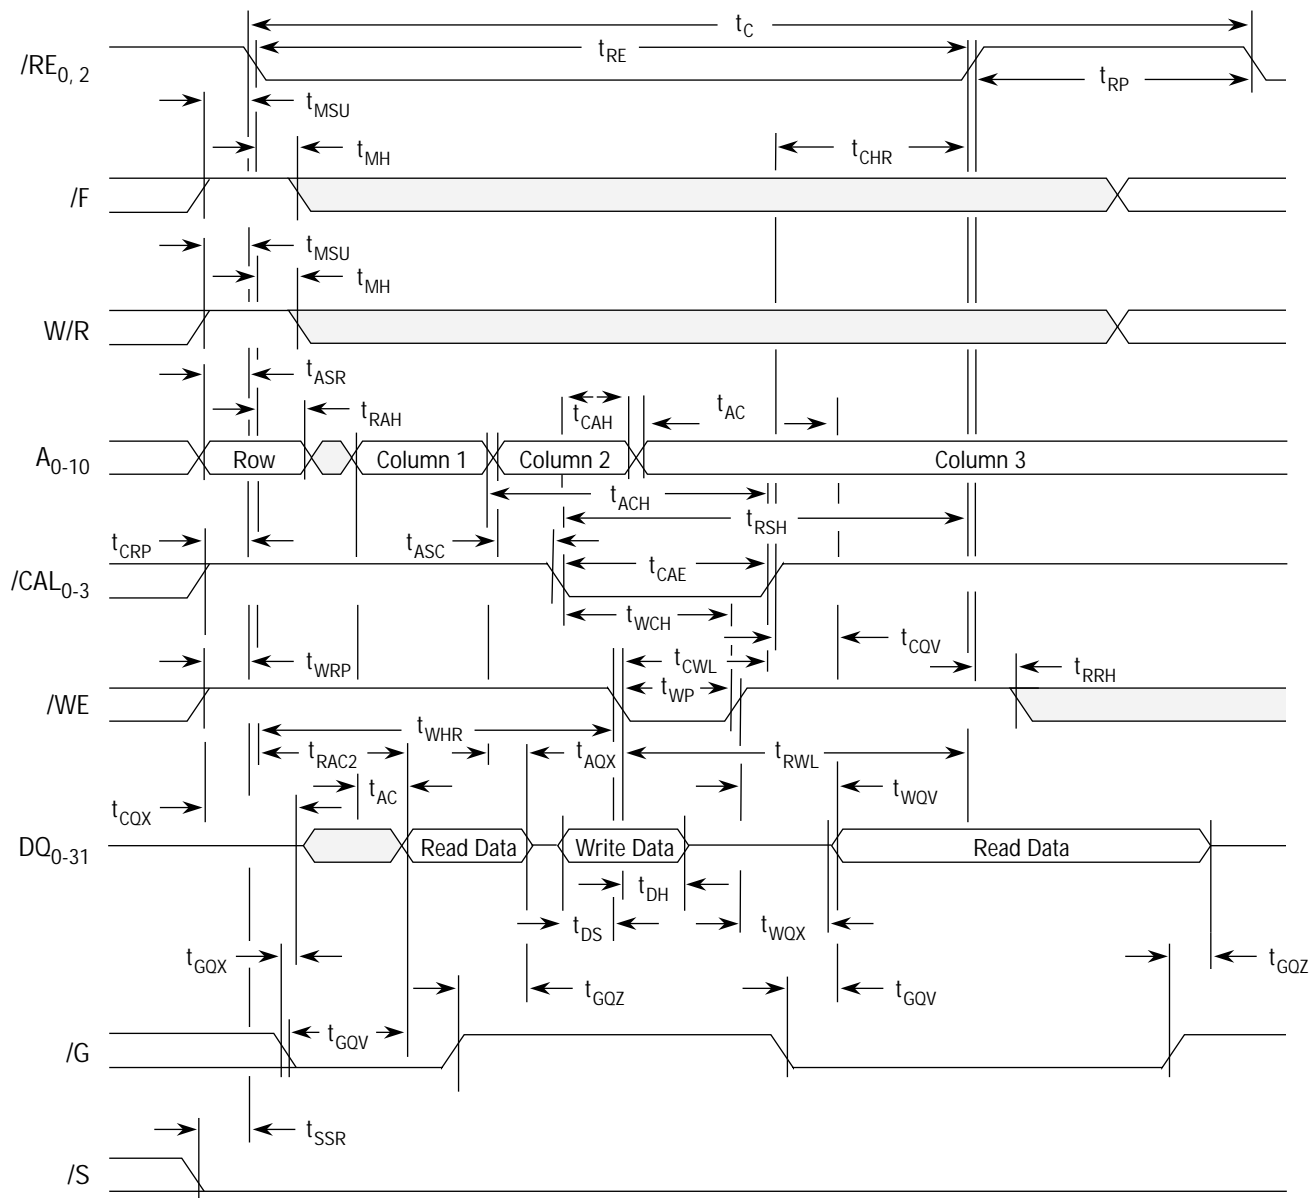 tC
/RE0, 2
tRE
tRP
tMSU
tMH
tCHR
/F
tMSU
tMH
W/R
tASR
tRAH
tCAH
tAC
A0-10
Row
Column 1
Column 2
Column 3
tACH
tRSH
tCRP
tASC
/CAL0-3
tCAE
tWCH
tCQV
tWRP
tCWL
tRRH
/WE
tWP
tWHR
tRAC2
tAQX
tRWL
tAC
tWQV
tCQX
DQ0-31
Read Data
Write Data
Read Data
tDH
tDS
tWQX
tGQX
tGQZ
tGQZ
tGQV
/G
tGQV
tSSR
/S